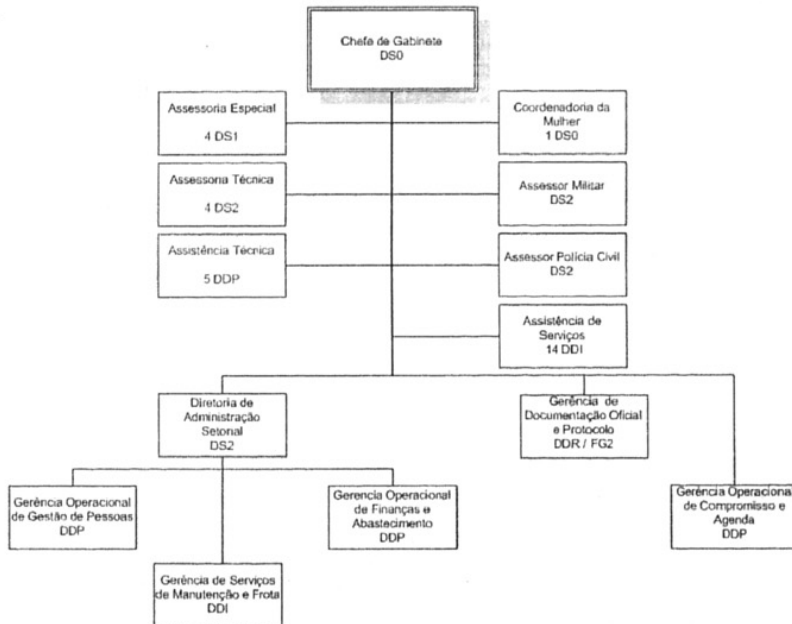 Chefe de Gabinete
DS0
Assessoria Especial
4 DS1
Coordenadoria da
Mulher
1 DS0
Assessoria Técnica
4 DS2
Assessor Militar
DS2
Assistência Técnica
5 DDP
Assessor Polícia Civil
DS2
Assistência de
Serviços
14 DDI
Diretoria de
Administração
Setorial
DS2
Gerência de
Documentação Oficial
e Protocolo
DDR / FG2
Gerência Operacional
de Gestão de Pessoas
DDP
Gerencia Operacional
de Finanças e
Abastecimento
DDP
Gerência Operacional
de Compromisso e
Agenda
DDP
Gerência de Serviços
de Manutenção e Frota
DDI